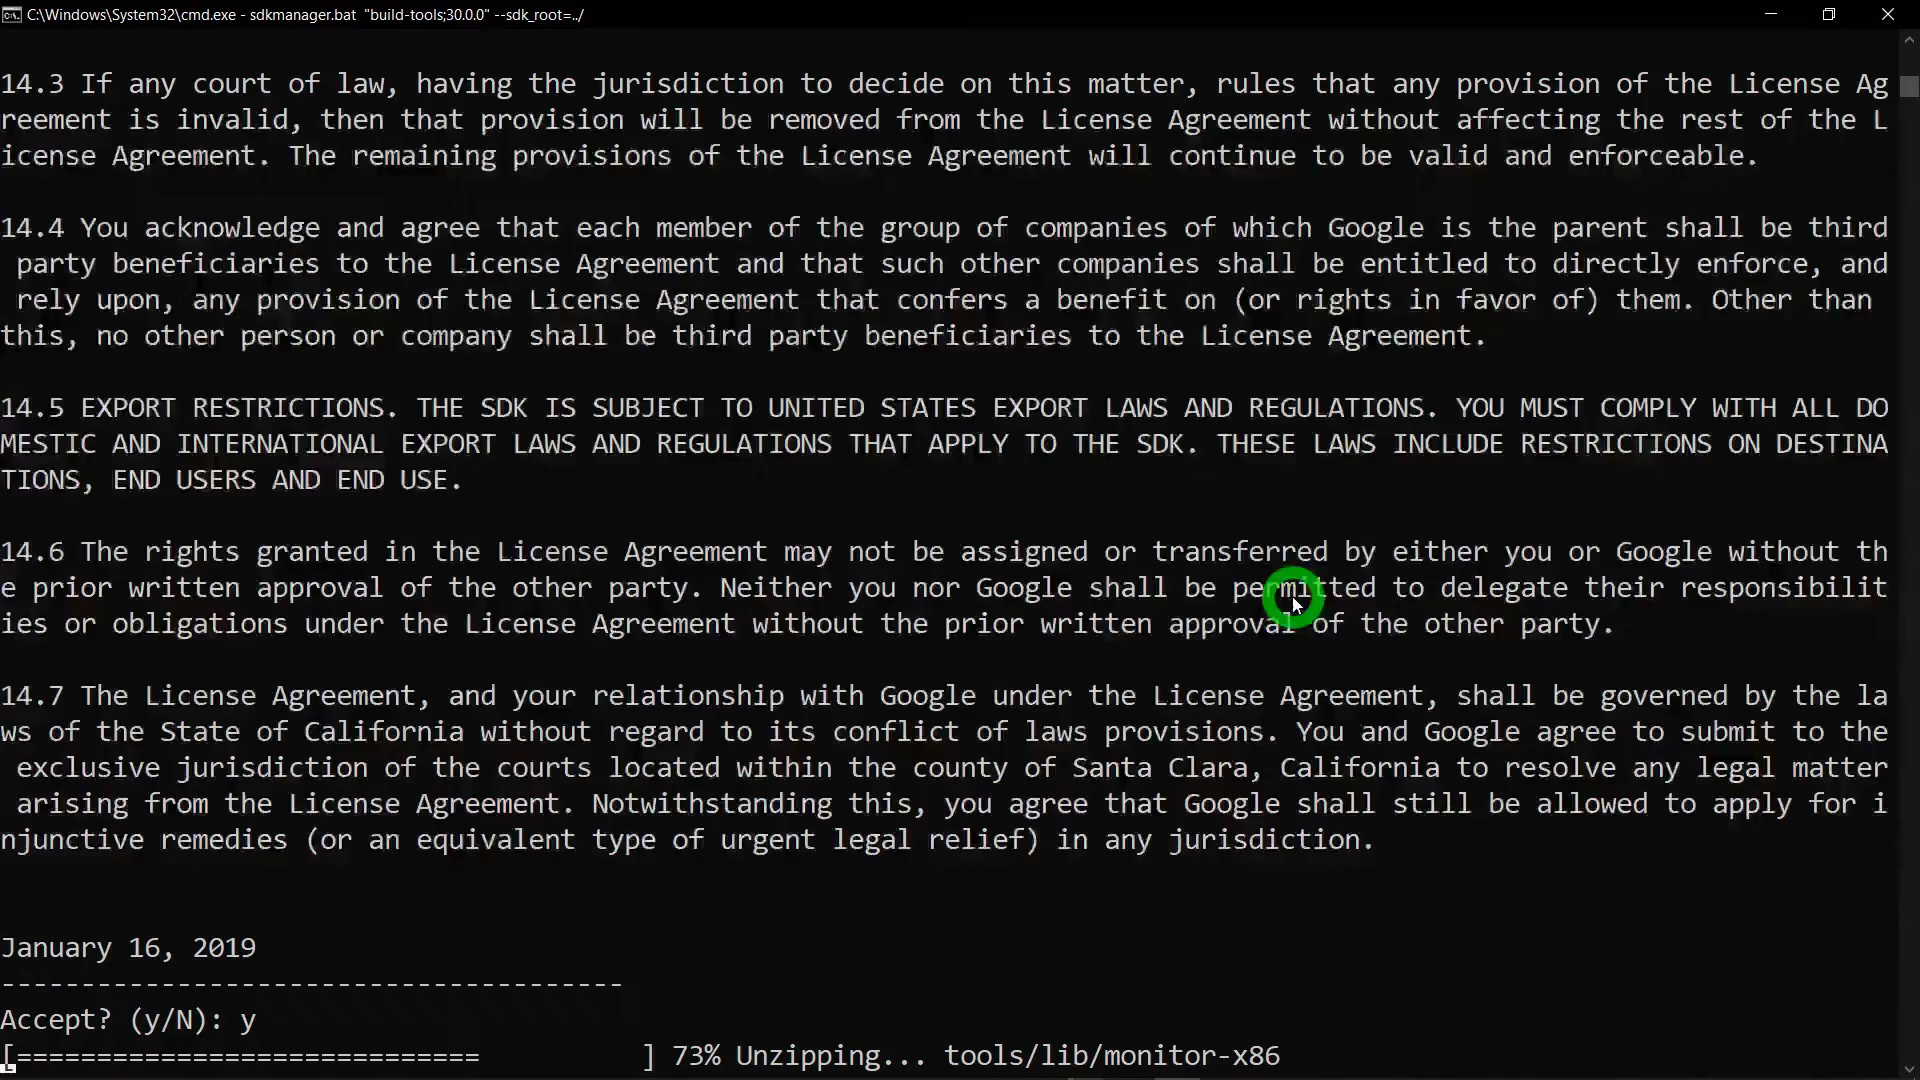 C:\Windows\System32\cmd.exe - sdkmanager.bat  "build-tools;30.0.0" --sdk_root=../
14.3 If any court of law, having the jurisdiction to decide on this matter, rules that any provision of the License Ag
reement is invalid, then that provision will be removed from the License Agreement without affecting the rest of the L
icense Agreement. The remaining provisions of the License Agreement will continue to be valid and enforceable.
14.4 You acknowledge and agree that each member of the group of companies of which Google is the parent shall be third
 party beneficiaries to the License Agreement and that such other companies shall be entitled to directly enforce, and
 rely upon, any provision of the License Agreement that confers a benefit on (or rights in favor of) them. Other than
this, no other person or company shall be third party beneficiaries to the License Agreement.
14.5 EXPORT RESTRICTIONS. THE SDK IS SUBJECT TO UNITED STATES EXPORT LAWS AND REGULATIONS. YOU MUST COMPLY WITH ALL DO
MESTIC AND INTERNATIONAL EXPORT LAWS AND REGULATIONS THAT APPLY TO THE SDK. THESE LAWS INCLUDE RESTRICTIONS ON DESTINA
TIONS, END USERS AND END USE.
14.6 The rights granted in the License Agreement may not be assigned or transferred by either you or Google without th
e prior written approval of the other party. Neither you nor Google shall be permitted to delegate their responsibilit
ies or obligations under the License Agreement without the prior written approval of the other party.
14.7 The License Agreement, and your relationship with Google under the License Agreement, shall be governed by the la
ws of the State of California without regard to its conflict of laws provisions. You and Google agree to submit to the
 exclusive jurisdiction of the courts located within the county of Santa Clara, California to resolve any legal matter
 arising from the License Agreement. Notwithstanding this, you agree that Google shall still be allowed to apply for i
njunctive remedies (or an equivalent type of urgent legal relief) in any jurisdiction.
January 16, 2019
---------------------------------------
Accept? (y/N): y
[=============================          ] 73% Unzipping... tools/lib/monitor-x86